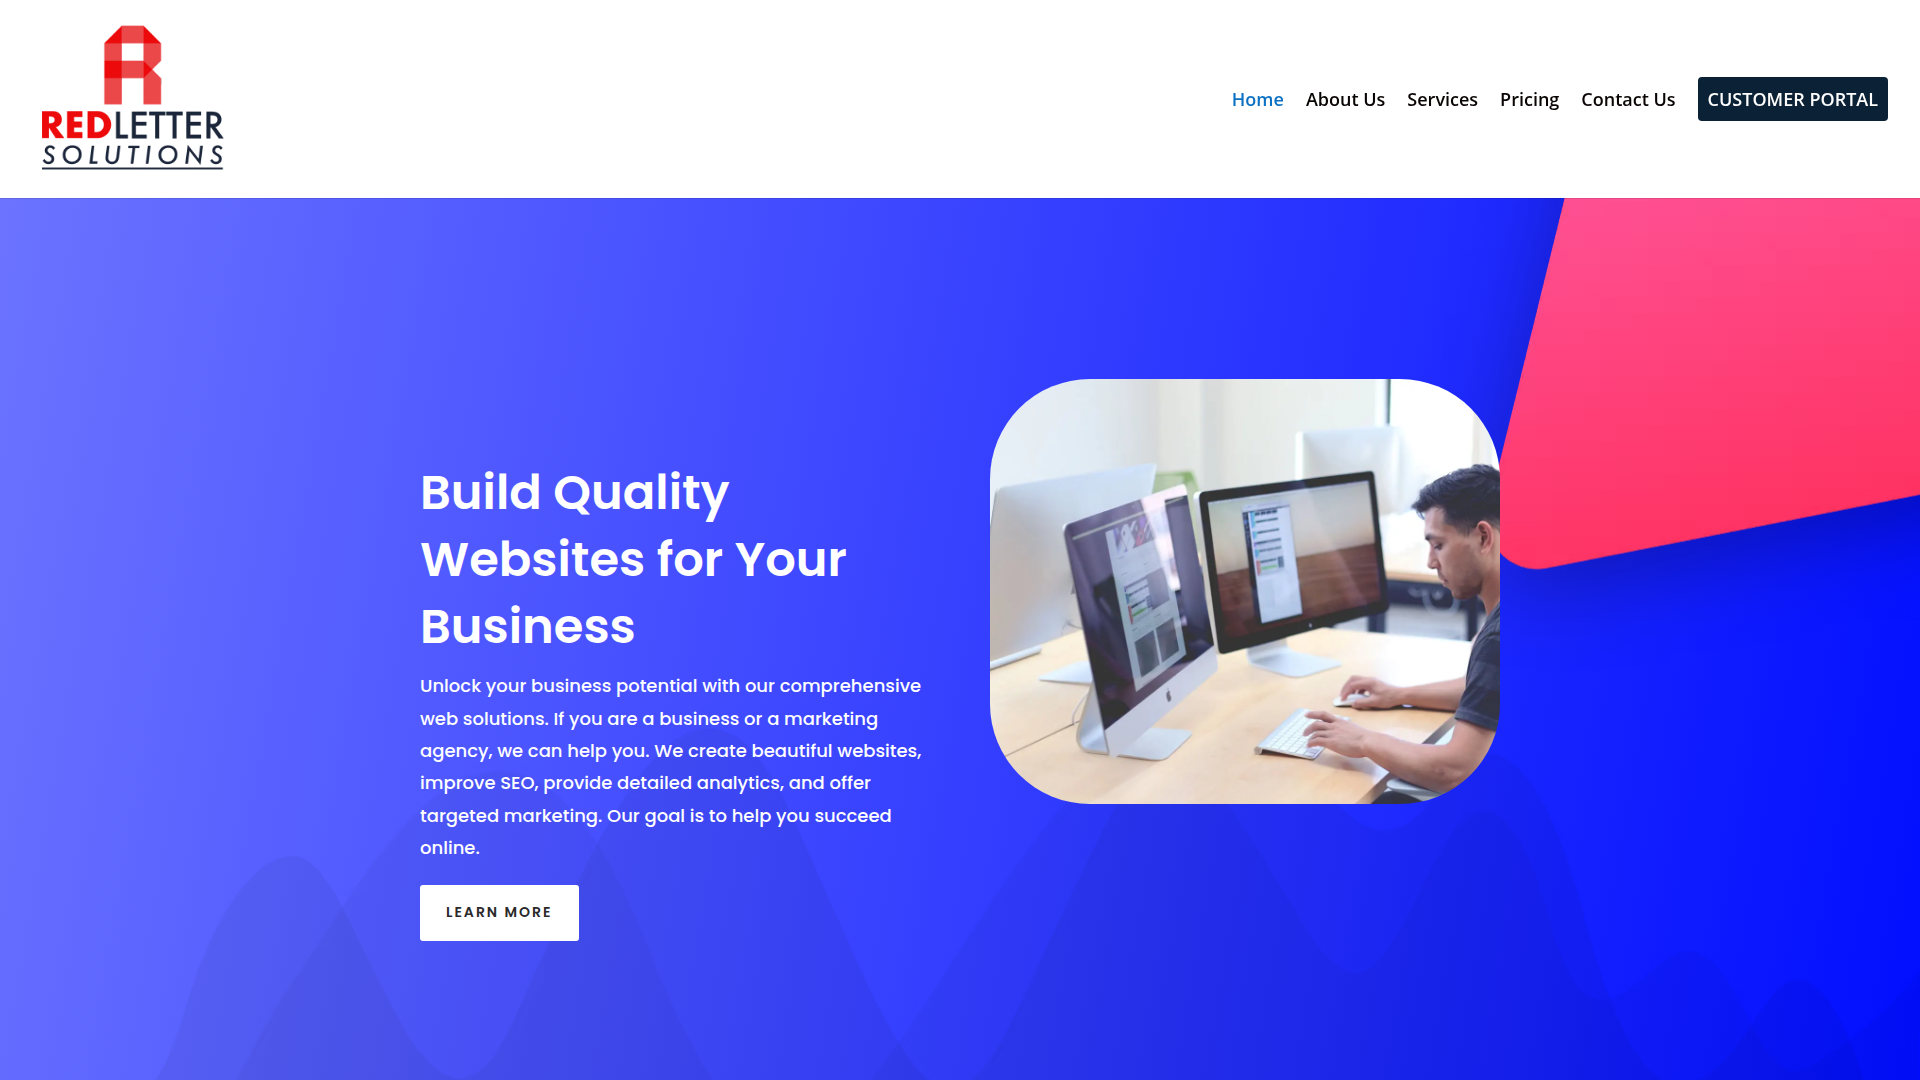 REDLETTER
SOLUTIONS
Home About Us Services Pricing Contact Us CUSTOMER PORTAL
Build Quality
Websites for Your
Business
Unlock your business potential with our comprehensive
web solutions. If you are a business or a marketing
agency, we can help you. We create beautiful websites,
improve SEO, provide detailed analytics, and offer
targeted marketing. Our goal is to help you succeed
online.
LEARN MORE